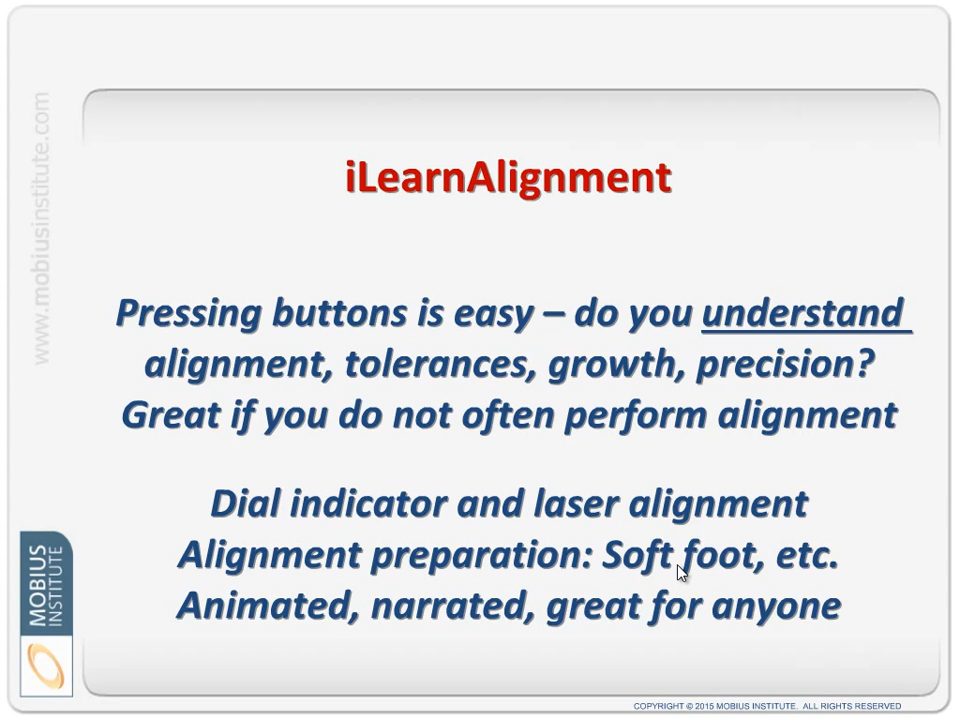 www.mobiusinstitute.com
iLearnAlignment
Pressing buttons is easy – do you understand
alignment, tolerances, growth, precision?
Great if you do not often perform alignment
Dial indicator and laser alignment
Alignment preparation: Soft foot, etc.
Animated, narrated, great for anyone
MOBIUS
INSTITUTE
COPYRIGHT © 2015 MOBIUS INSTITUTE. ALL RIGHTS RESERVED